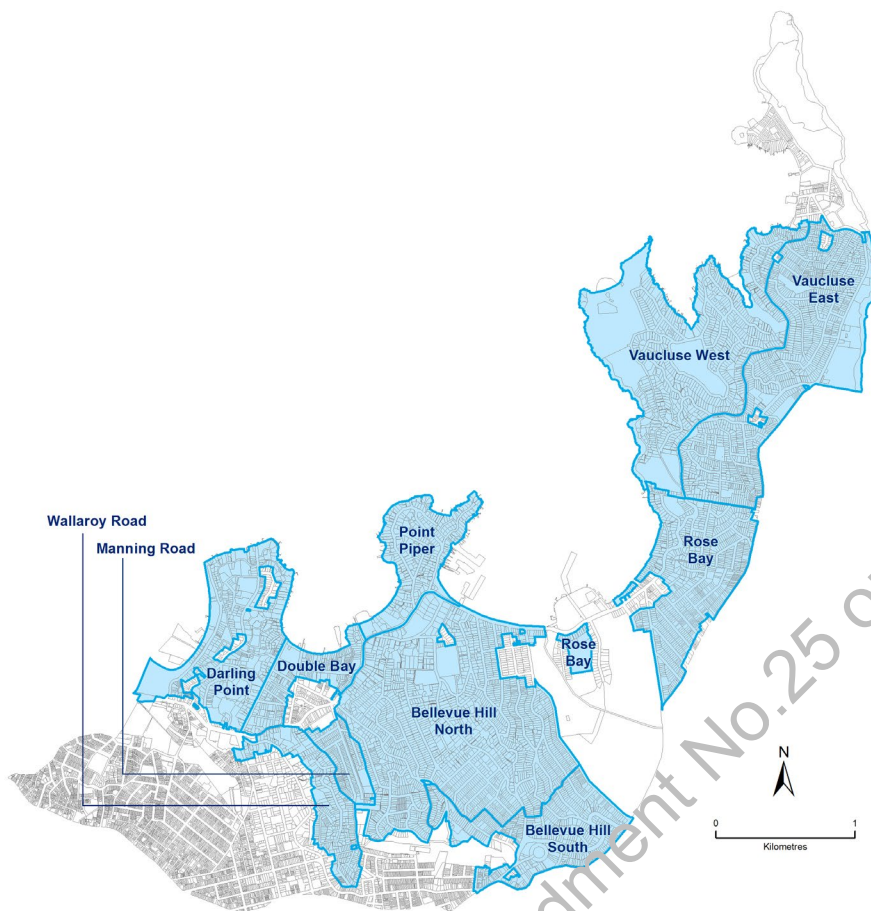 Vaucluse
East
Vaucluse West
Wallaroy Road
Manning Road
Point
Piper
Rose
Bay
Rose
Bay
Double Bay
Darling
Point
Bellevue Hill
North
Bellevue Hill
South
N
0
1
Kilometres
dment No.25 o